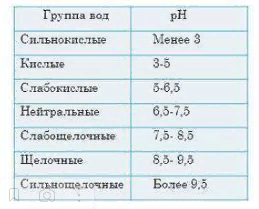 Группа вод pH
Сильнокислые Менее 3
Кислые 3-5
Слабокислые 5-6,5
Нейтральные 6,5-7,5
Слабощелочные 7,5- 8,5
Щелочные 8,5- 9,5
Сильнощелочные Более 9,5